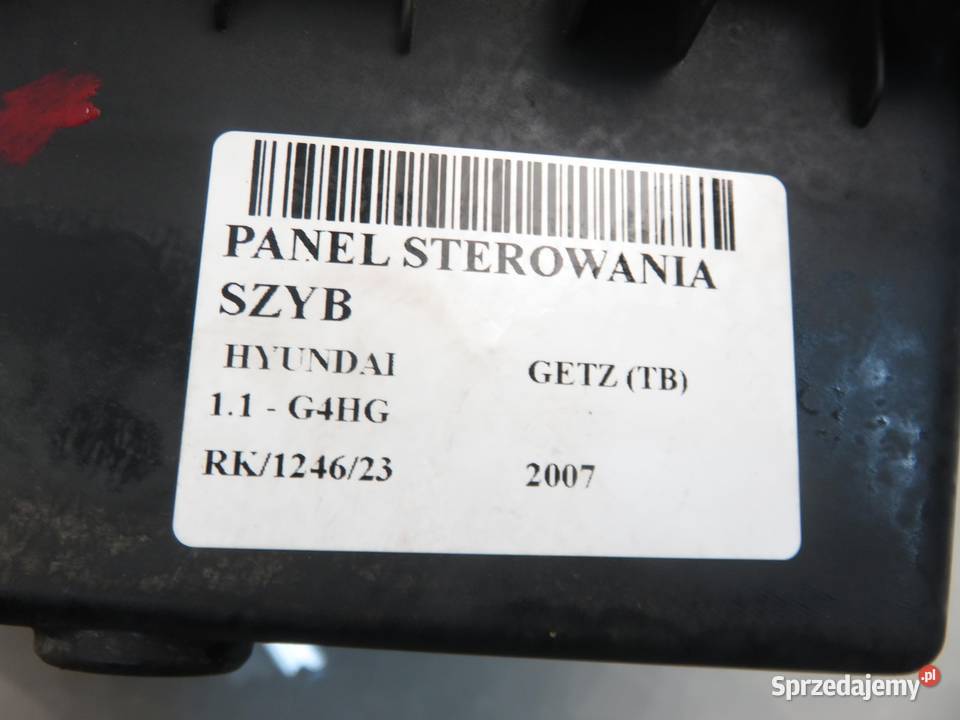 PANEL STEROWANIA
SZYB
HYUNDAI GETZ (TB)
1.1 - G4HG
RK/1246/23 2007
Sprzedajemy.pl